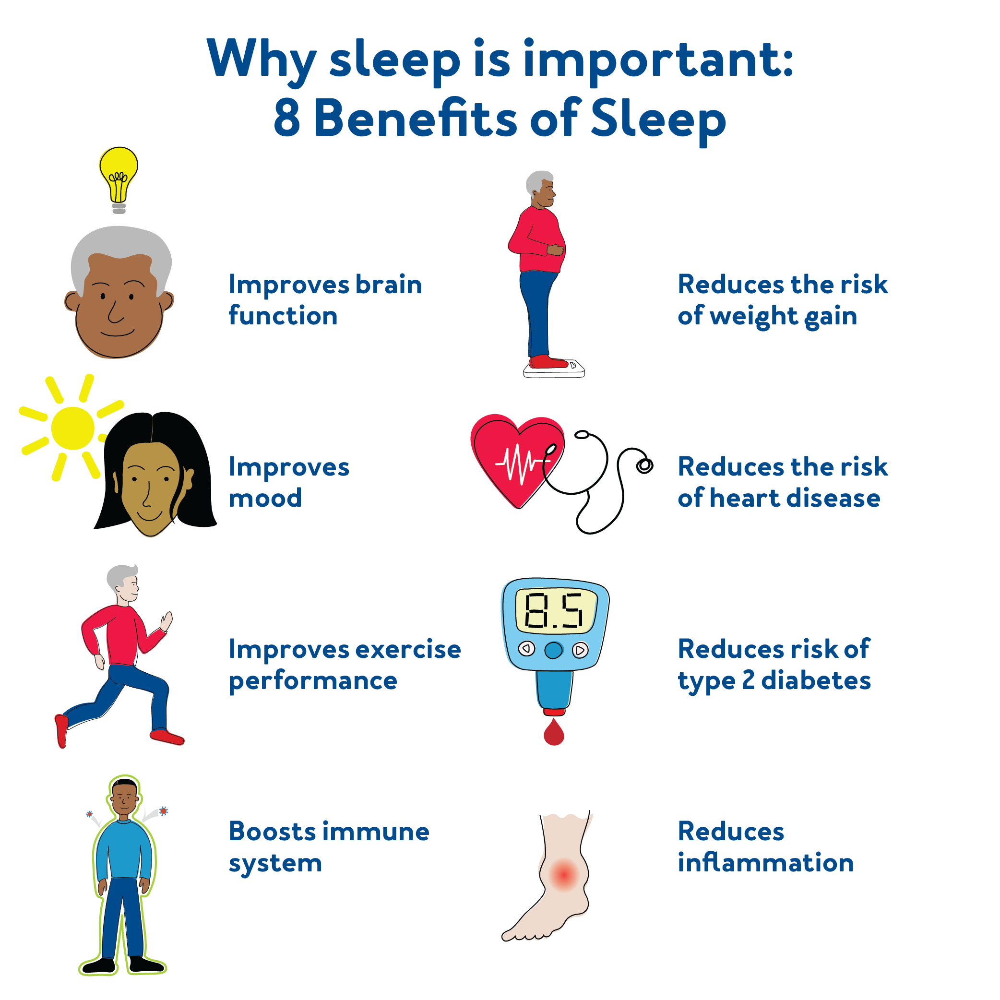 Why sleep is important:
8 Benefits of Sleep
Improves brain
function
Reduces the risk
of weight gain
Improves
mood
Reduces the risk
of heart disease
Improves exercise
performance
8.5
Reduces risk of
type 2 diabetes
Boosts immune
system
Reduces
inflammation